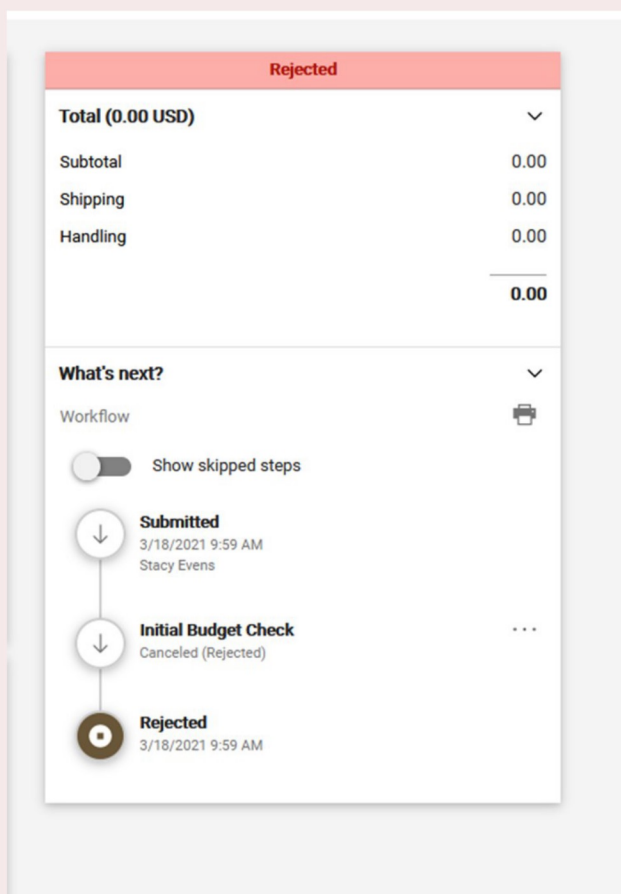 Rejected
Total (0.00 USD)
Subtotal 0.00
Shipping 0.00
Handling 0.00
0.00
What's next?
Workflow
Show skipped steps
Submitted
3/18/2021 9:59 AM
Stacy Evens
Initial Budget Check ...
Canceled (Rejected)
Rejected
3/18/2021 9:59 AM